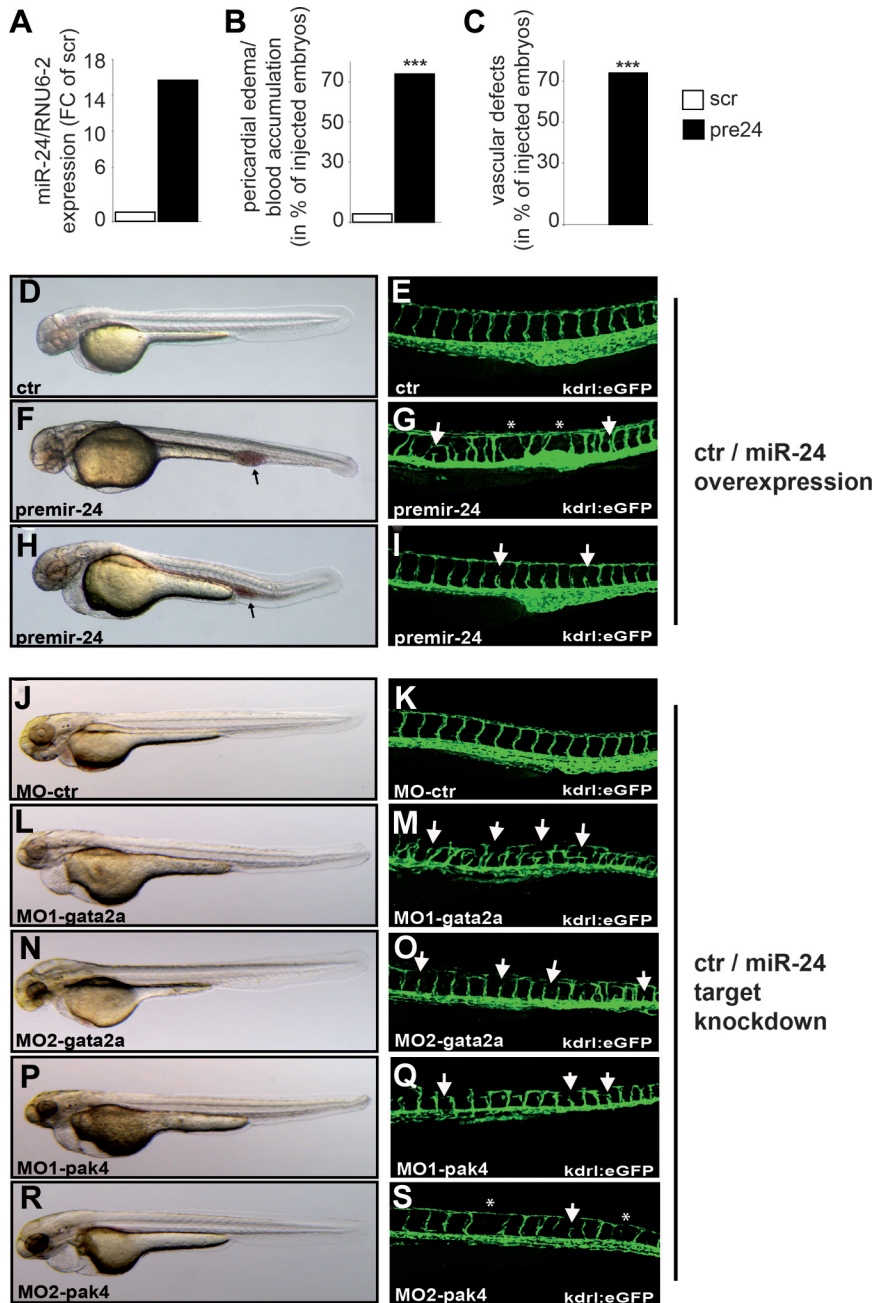 A
miR-24/RNU6-2
expression (FC of scr)
18
12
6
0
B
pericardial edema/
blood accumulation
(in % of injected embryos)
70
30
0
***
C
vascular defects
(in % of injected embryos)
70
30
0
***
scr
pre24
D
ctr
E
ctr kdrl:eGFP
F
premir-24
G
* *
premir-24 kdrl:eGFP
H
premir-24
I
premir-24 kdrl:eGFP
ctr / miR-24
overexpression
J
MO-ctr
K
MO-ctr kdrl:eGFP
L
MO1-gata2a
M
MO1-gata2a kdrl:eGFP
N
MO2-gata2a
O
MO2-gata2a kdrl:eGFP
P
MO1-pak4
Q
MO1-pak4 kdrl:eGFP
R
MO2-pak4
S
* *
MO2-pak4 kdrl:eGFP
ctr / miR-24
target
knockdown